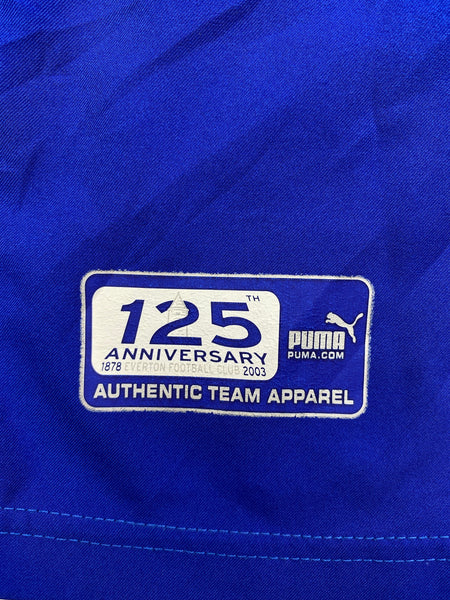 125TH
ANNIVERSARY
1878 EVERTON FOOTBALL CLUB 2003
PUMA
PUMA.COM
AUTHENTIC TEAM APPAREL